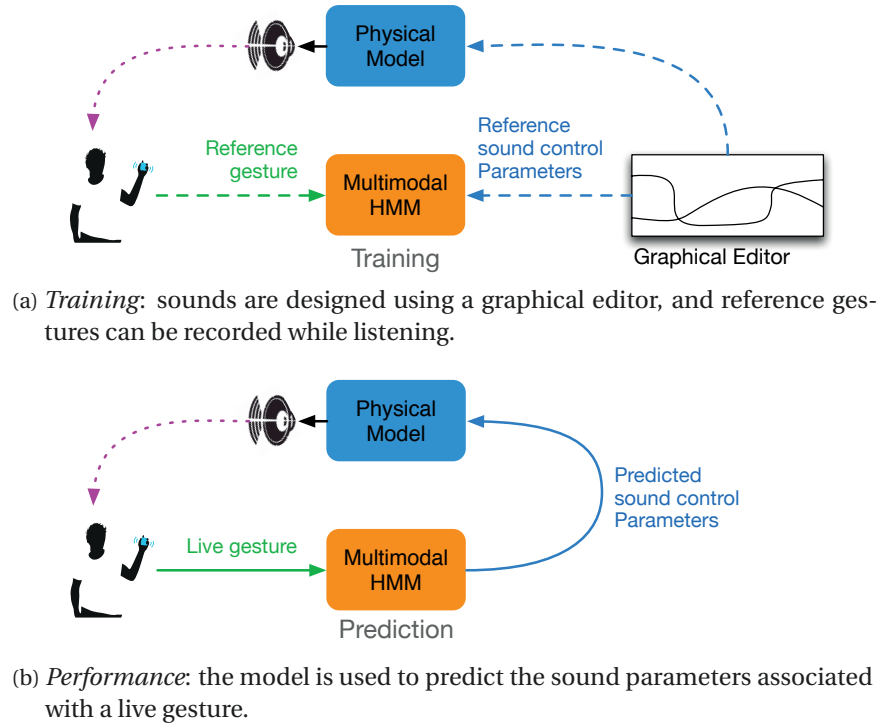 Physical
Model
Reference
gesture
Multimodal
HMM
Reference
sound control
Parameters
Training
Graphical Editor
(a) Training: sounds are designed using a graphical editor, and reference ges-
tures can be recorded while listening.
Physical
Model
Predicted
sound control
Parameters
Live gesture
Multimodal
HMM
Prediction
(b) Performance: the model is used to predict the sound parameters associated
with a live gesture.